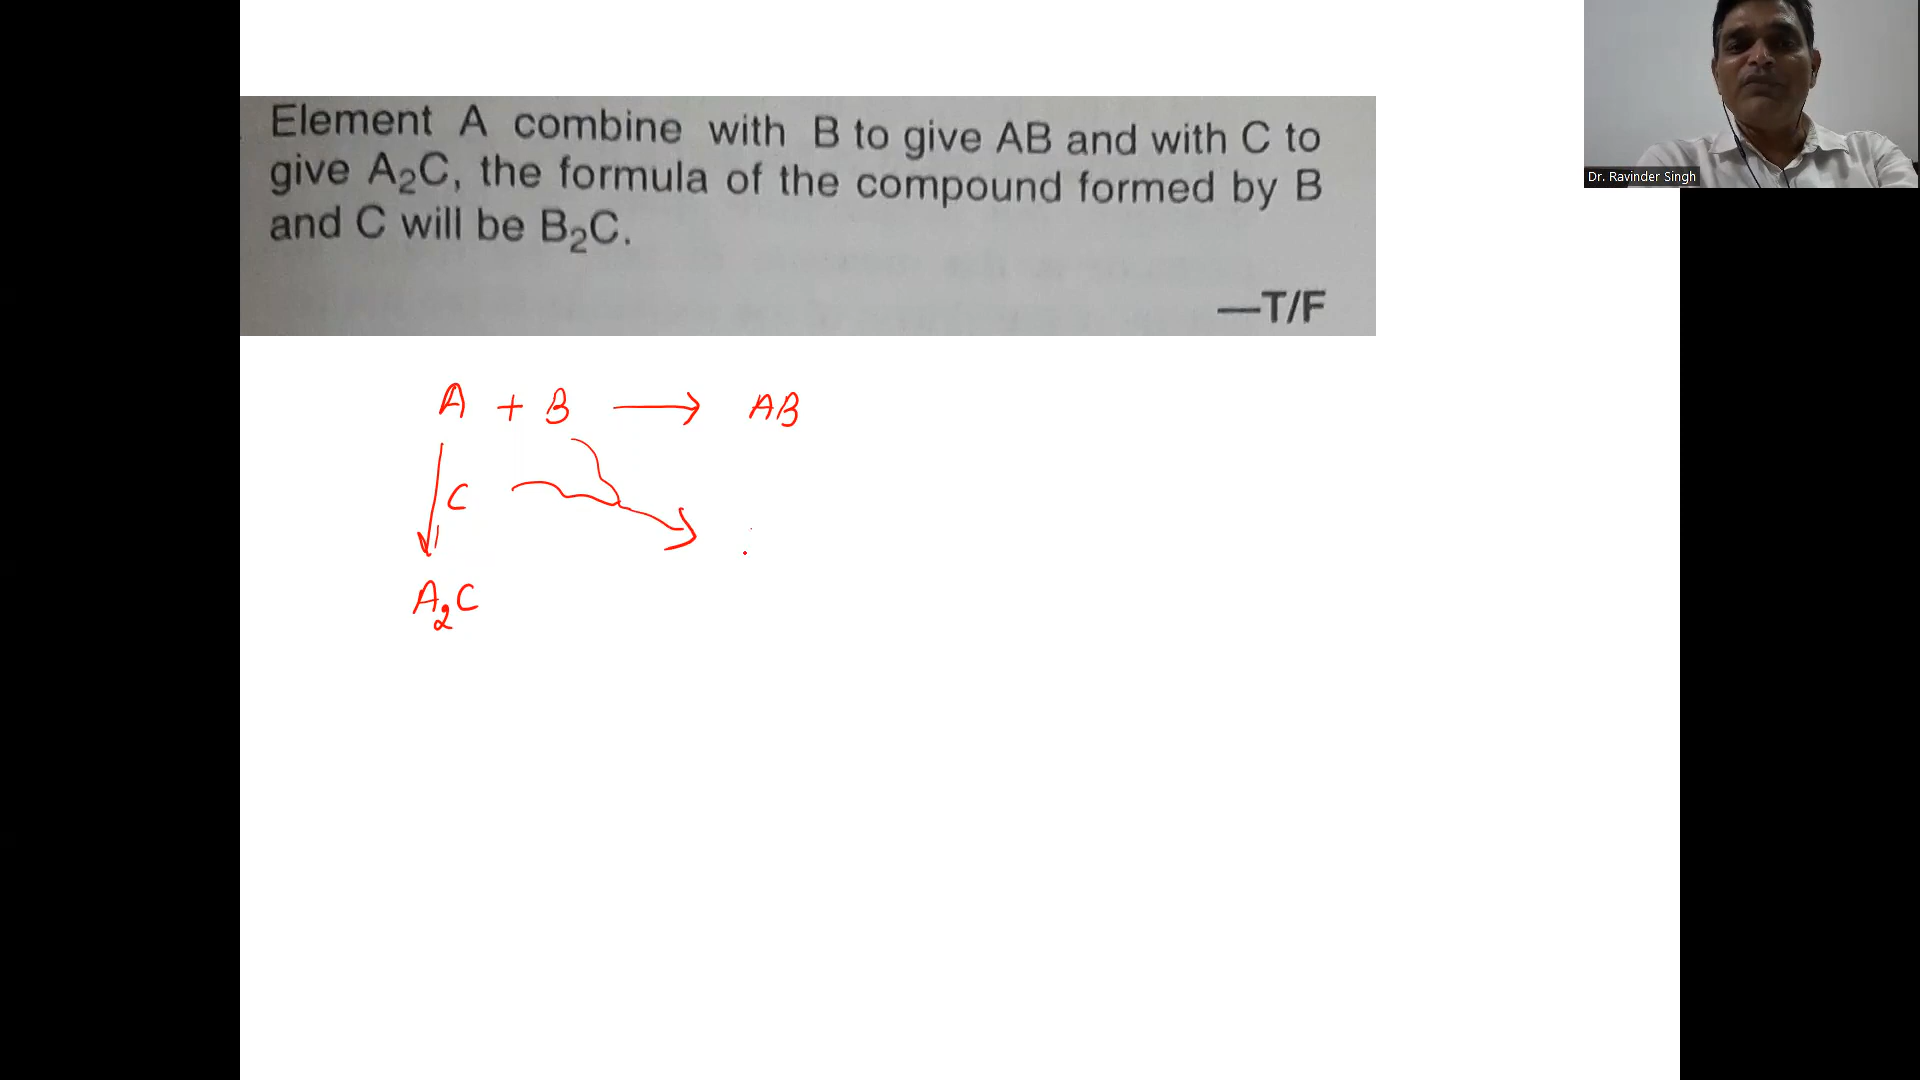 Element A combine with B to give AB and with C to
give A₂C, the formula of the compound formed by B
and C will be B₂C.
—T/F
Dr. Ravinder Singh
A + B → AB
C
A₂C